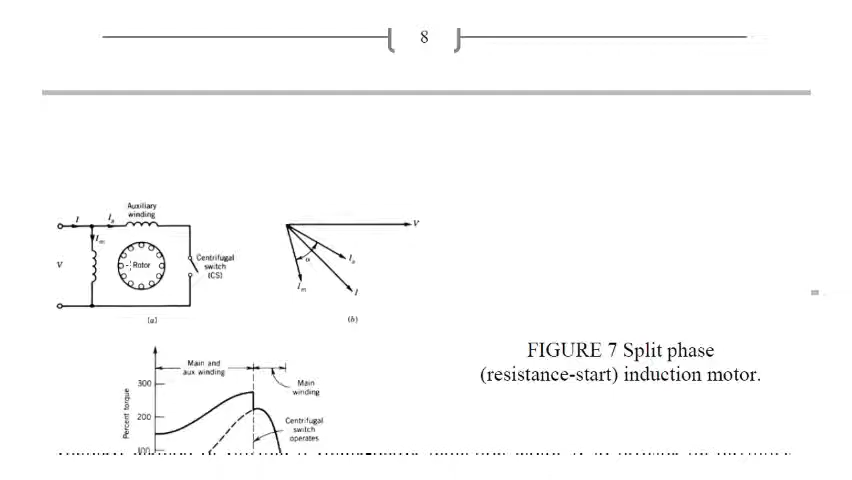 8
Auxiliary
winding
I
Ia
Im
V
Rotor
Centrifugal
switch
(CS)
(a)
V
α
Ia
Im
I
(b)
FIGURE 7 Split phase
(resistance-start) induction motor.
Main and
aux winding
Main
winding
300
200
100
Percent torque
Centrifugal
switch
operates